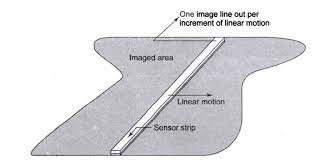 One image line out per
increment of linear motion
Imaged area
Linear motion
Sensor strip